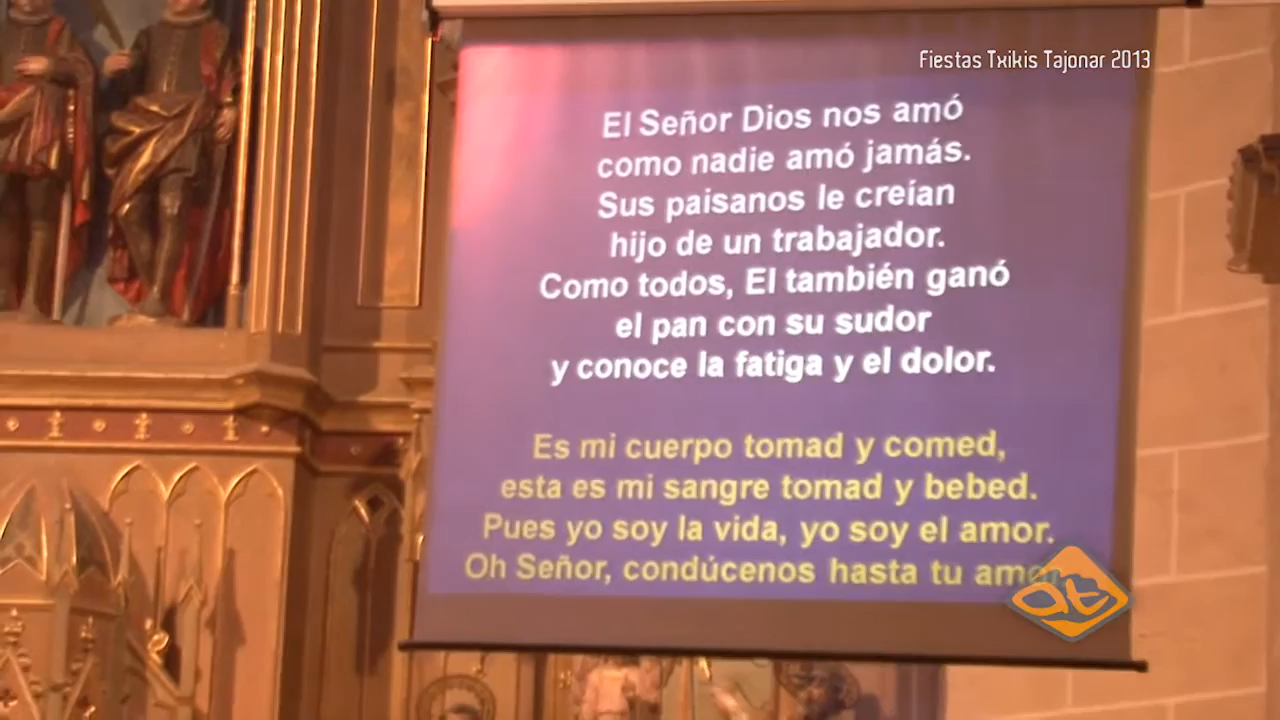 Fiestas Txikis Tajonar 2013
El Señor Dios nos amó
como nadie amó jamás.
Sus paisanos le creían
hijo de un trabajador.
Como todos, El también ganó
el pan con su sudor
y conoce la fatiga y el dolor.
Es mi cuerpo tomad y comed,
esta es mi sangre tomad y bebed.
Pues yo soy la vida, yo soy el amor.
Oh Señor, condúcenos hasta tu amor.